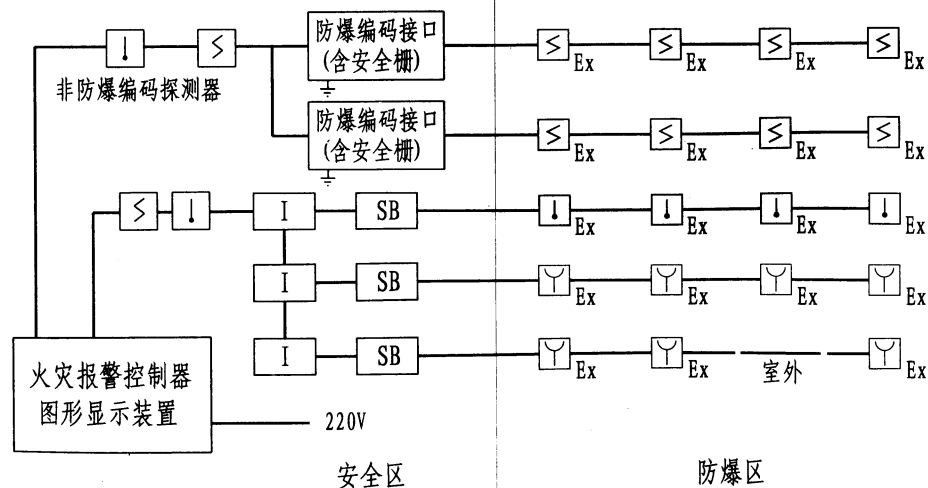 防爆编码接口
(含安全栅)
Ex Ex Ex Ex
非防爆编码探测器
防爆编码接口
(含安全栅)
Ex Ex Ex Ex
I SB
Ex Ex Ex Ex
I SB
Ex Ex Ex Ex
I SB
室外
Ex Ex Ex
火灾报警控制器
图形显示装置
220V
安全区
防爆区